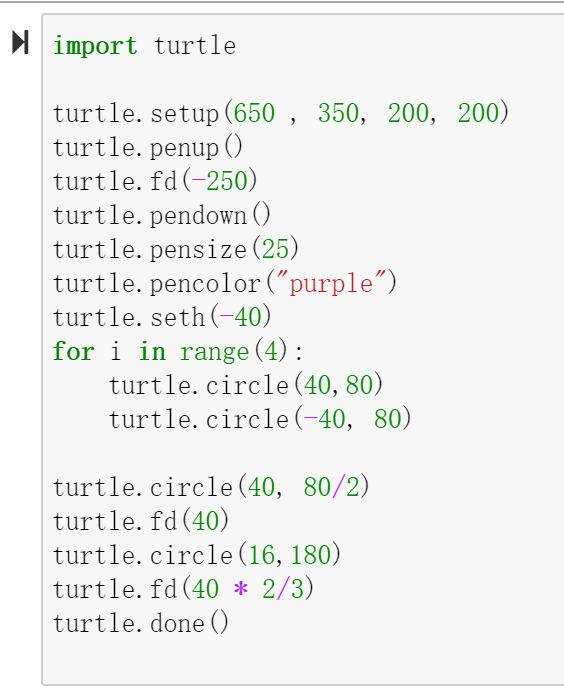 import turtle
turtle.setup(650 , 350, 200, 200)
turtle.penup()
turtle.fd(-250)
turtle.pendown()
turtle.pensize(25)
turtle.pencolor("purple")
turtle.seth(-40)
for i in range(4):
    turtle.circle(40,80)
    turtle.circle(-40, 80)
turtle.circle(40, 80/2)
turtle.fd(40)
turtle.circle(16,180)
turtle.fd(40 * 2/3)
turtle.done()